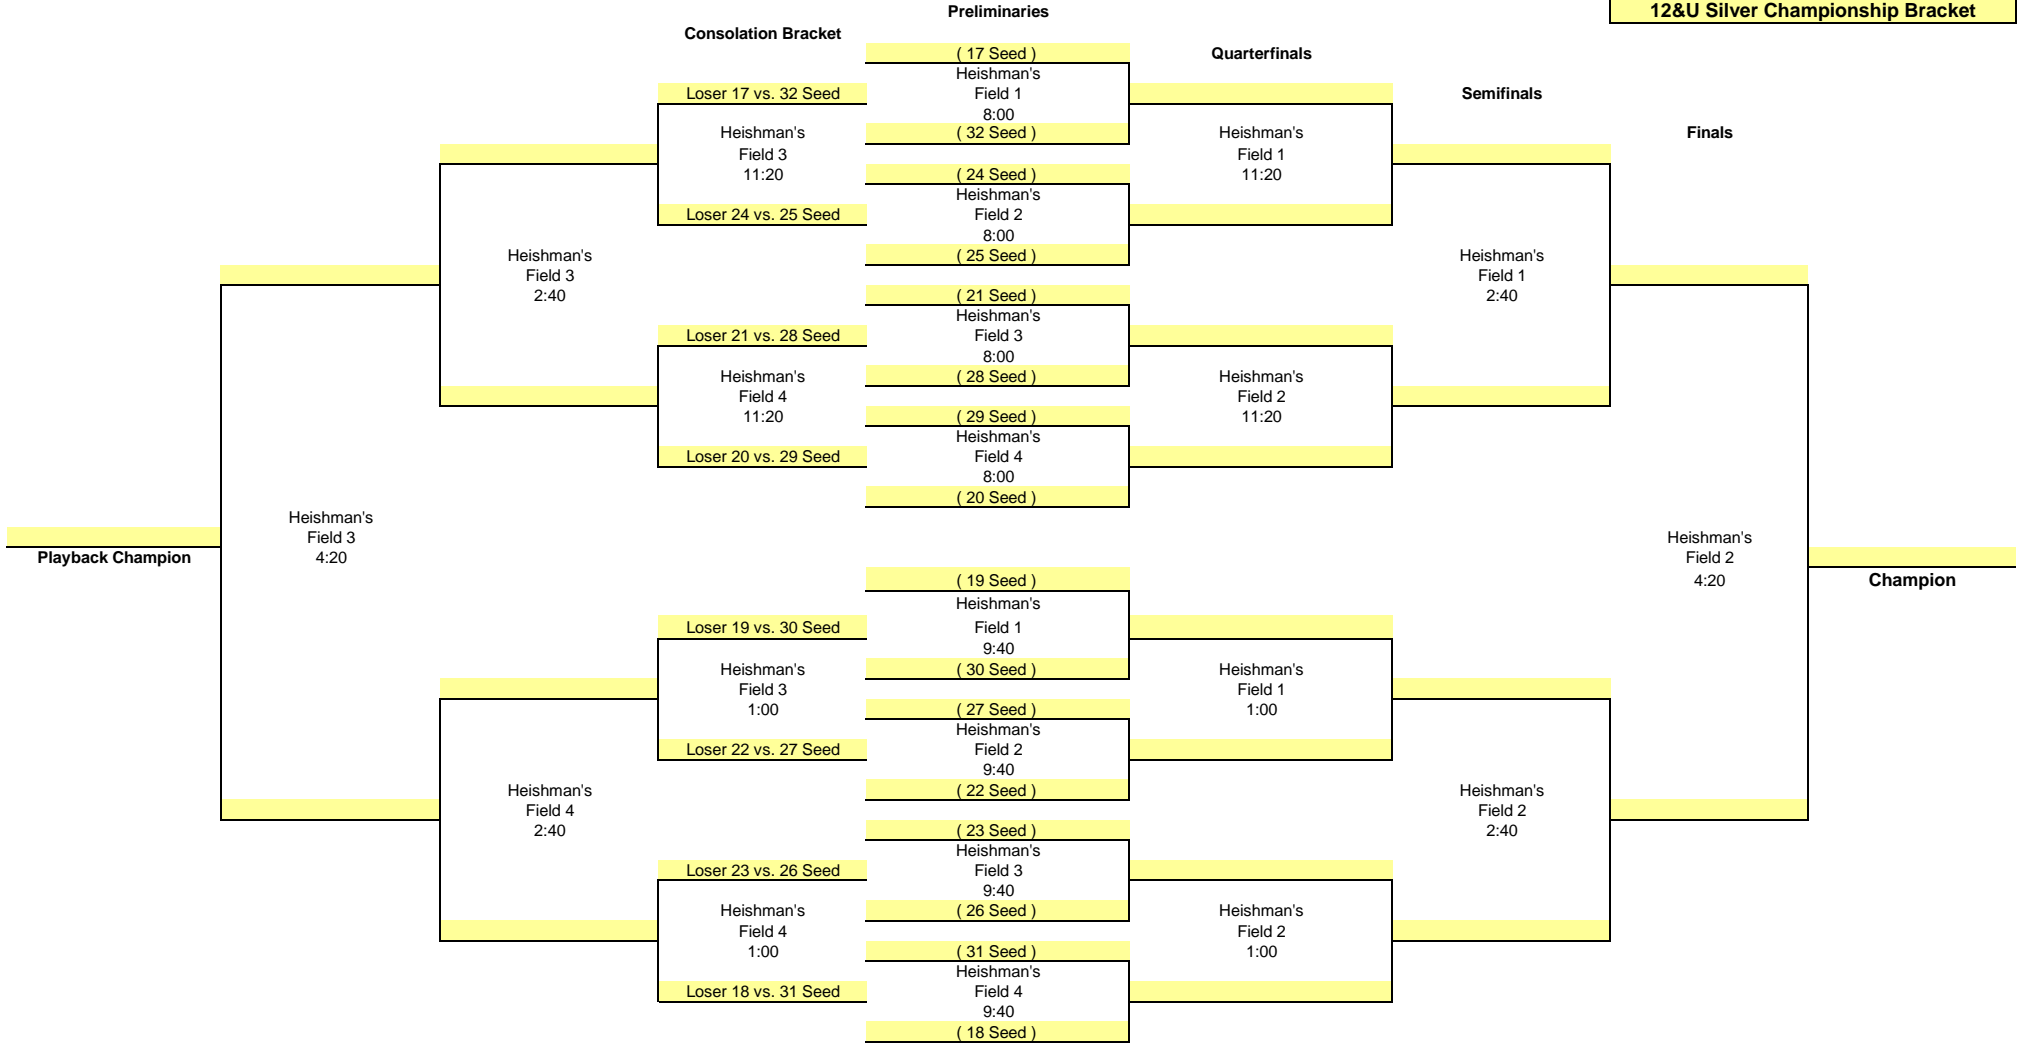 Preliminaries
12&U Silver Championship Bracket
Consolation Bracket
( 17 Seed )
Quarterfinals
Heishman's
Field 1
8:00
Loser 17 vs. 32 Seed
Semifinals
( 32 Seed )
Heishman's
Field 3
11:20
Heishman's
Field 1
11:20
Finals
( 24 Seed )
Heishman's
Field 2
8:00
Loser 24 vs. 25 Seed
( 25 Seed )
Heishman's
Field 3
2:40
Heishman's
Field 1
2:40
( 21 Seed )
Heishman's
Field 3
8:00
Loser 21 vs. 28 Seed
( 28 Seed )
Heishman's
Field 4
11:20
Heishman's
Field 2
11:20
( 29 Seed )
Heishman's
Field 4
8:00
Loser 20 vs. 29 Seed
( 20 Seed )
Heishman's
Field 3
4:20
Playback Champion
Heishman's
Field 2
4:20
Champion
( 19 Seed )
Heishman's
Field 1
9:40
Loser 19 vs. 30 Seed
( 30 Seed )
Heishman's
Field 3
1:00
Heishman's
Field 1
1:00
( 27 Seed )
Heishman's
Field 2
9:40
Loser 22 vs. 27 Seed
( 22 Seed )
Heishman's
Field 4
2:40
Heishman's
Field 2
2:40
( 23 Seed )
Heishman's
Field 3
9:40
Loser 23 vs. 26 Seed
( 26 Seed )
Heishman's
Field 4
1:00
Heishman's
Field 2
1:00
( 31 Seed )
Heishman's
Field 4
9:40
Loser 18 vs. 31 Seed
( 18 Seed )